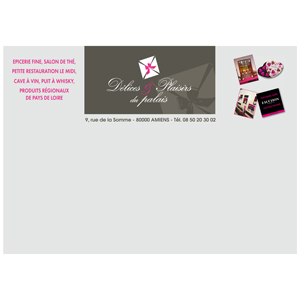 EPICERIE FINE, SALON DE THÉ,
PETITE RESTAURATION LE MIDI,
CAVE À VIN, PUIT À WHISKY,
PRODUITS RÉGIONAUX
DE PAYS DE LOIRE
Délices & Plaisirs
du palais
9, rue de la Somme - 80000 AMIENS - Tél. 08 50 20 30 02